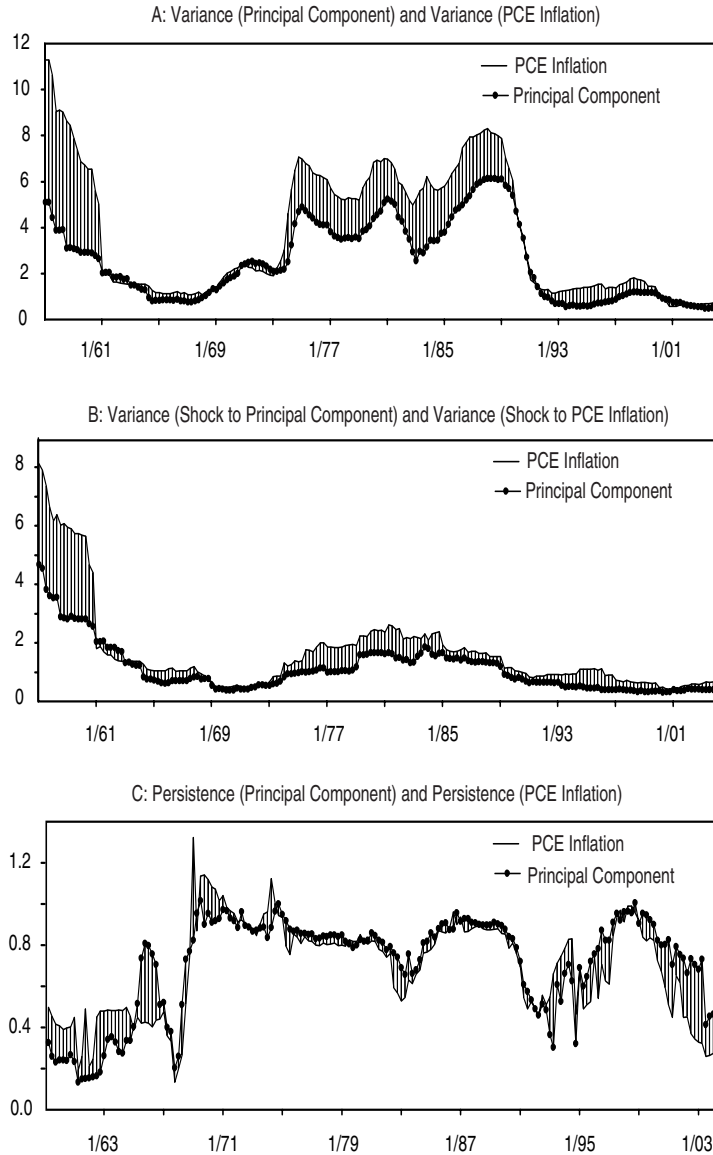 A: Variance (Principal Component) and Variance (PCE Inflation)
12
10
8
6
4
2
0
PCE Inflation
Principal Component
1/61 1/69 1/77 1/85 1/93 1/01
B: Variance (Shock to Principal Component) and Variance (Shock to PCE Inflation)
8
6
4
2
0
PCE Inflation
Principal Component
1/61 1/69 1/77 1/85 1/93 1/01
C: Persistence (Principal Component) and Persistence (PCE Inflation)
1.2
0.8
0.4
0.0
PCE Inflation
Principal Component
1/63 1/71 1/79 1/87 1/95 1/03